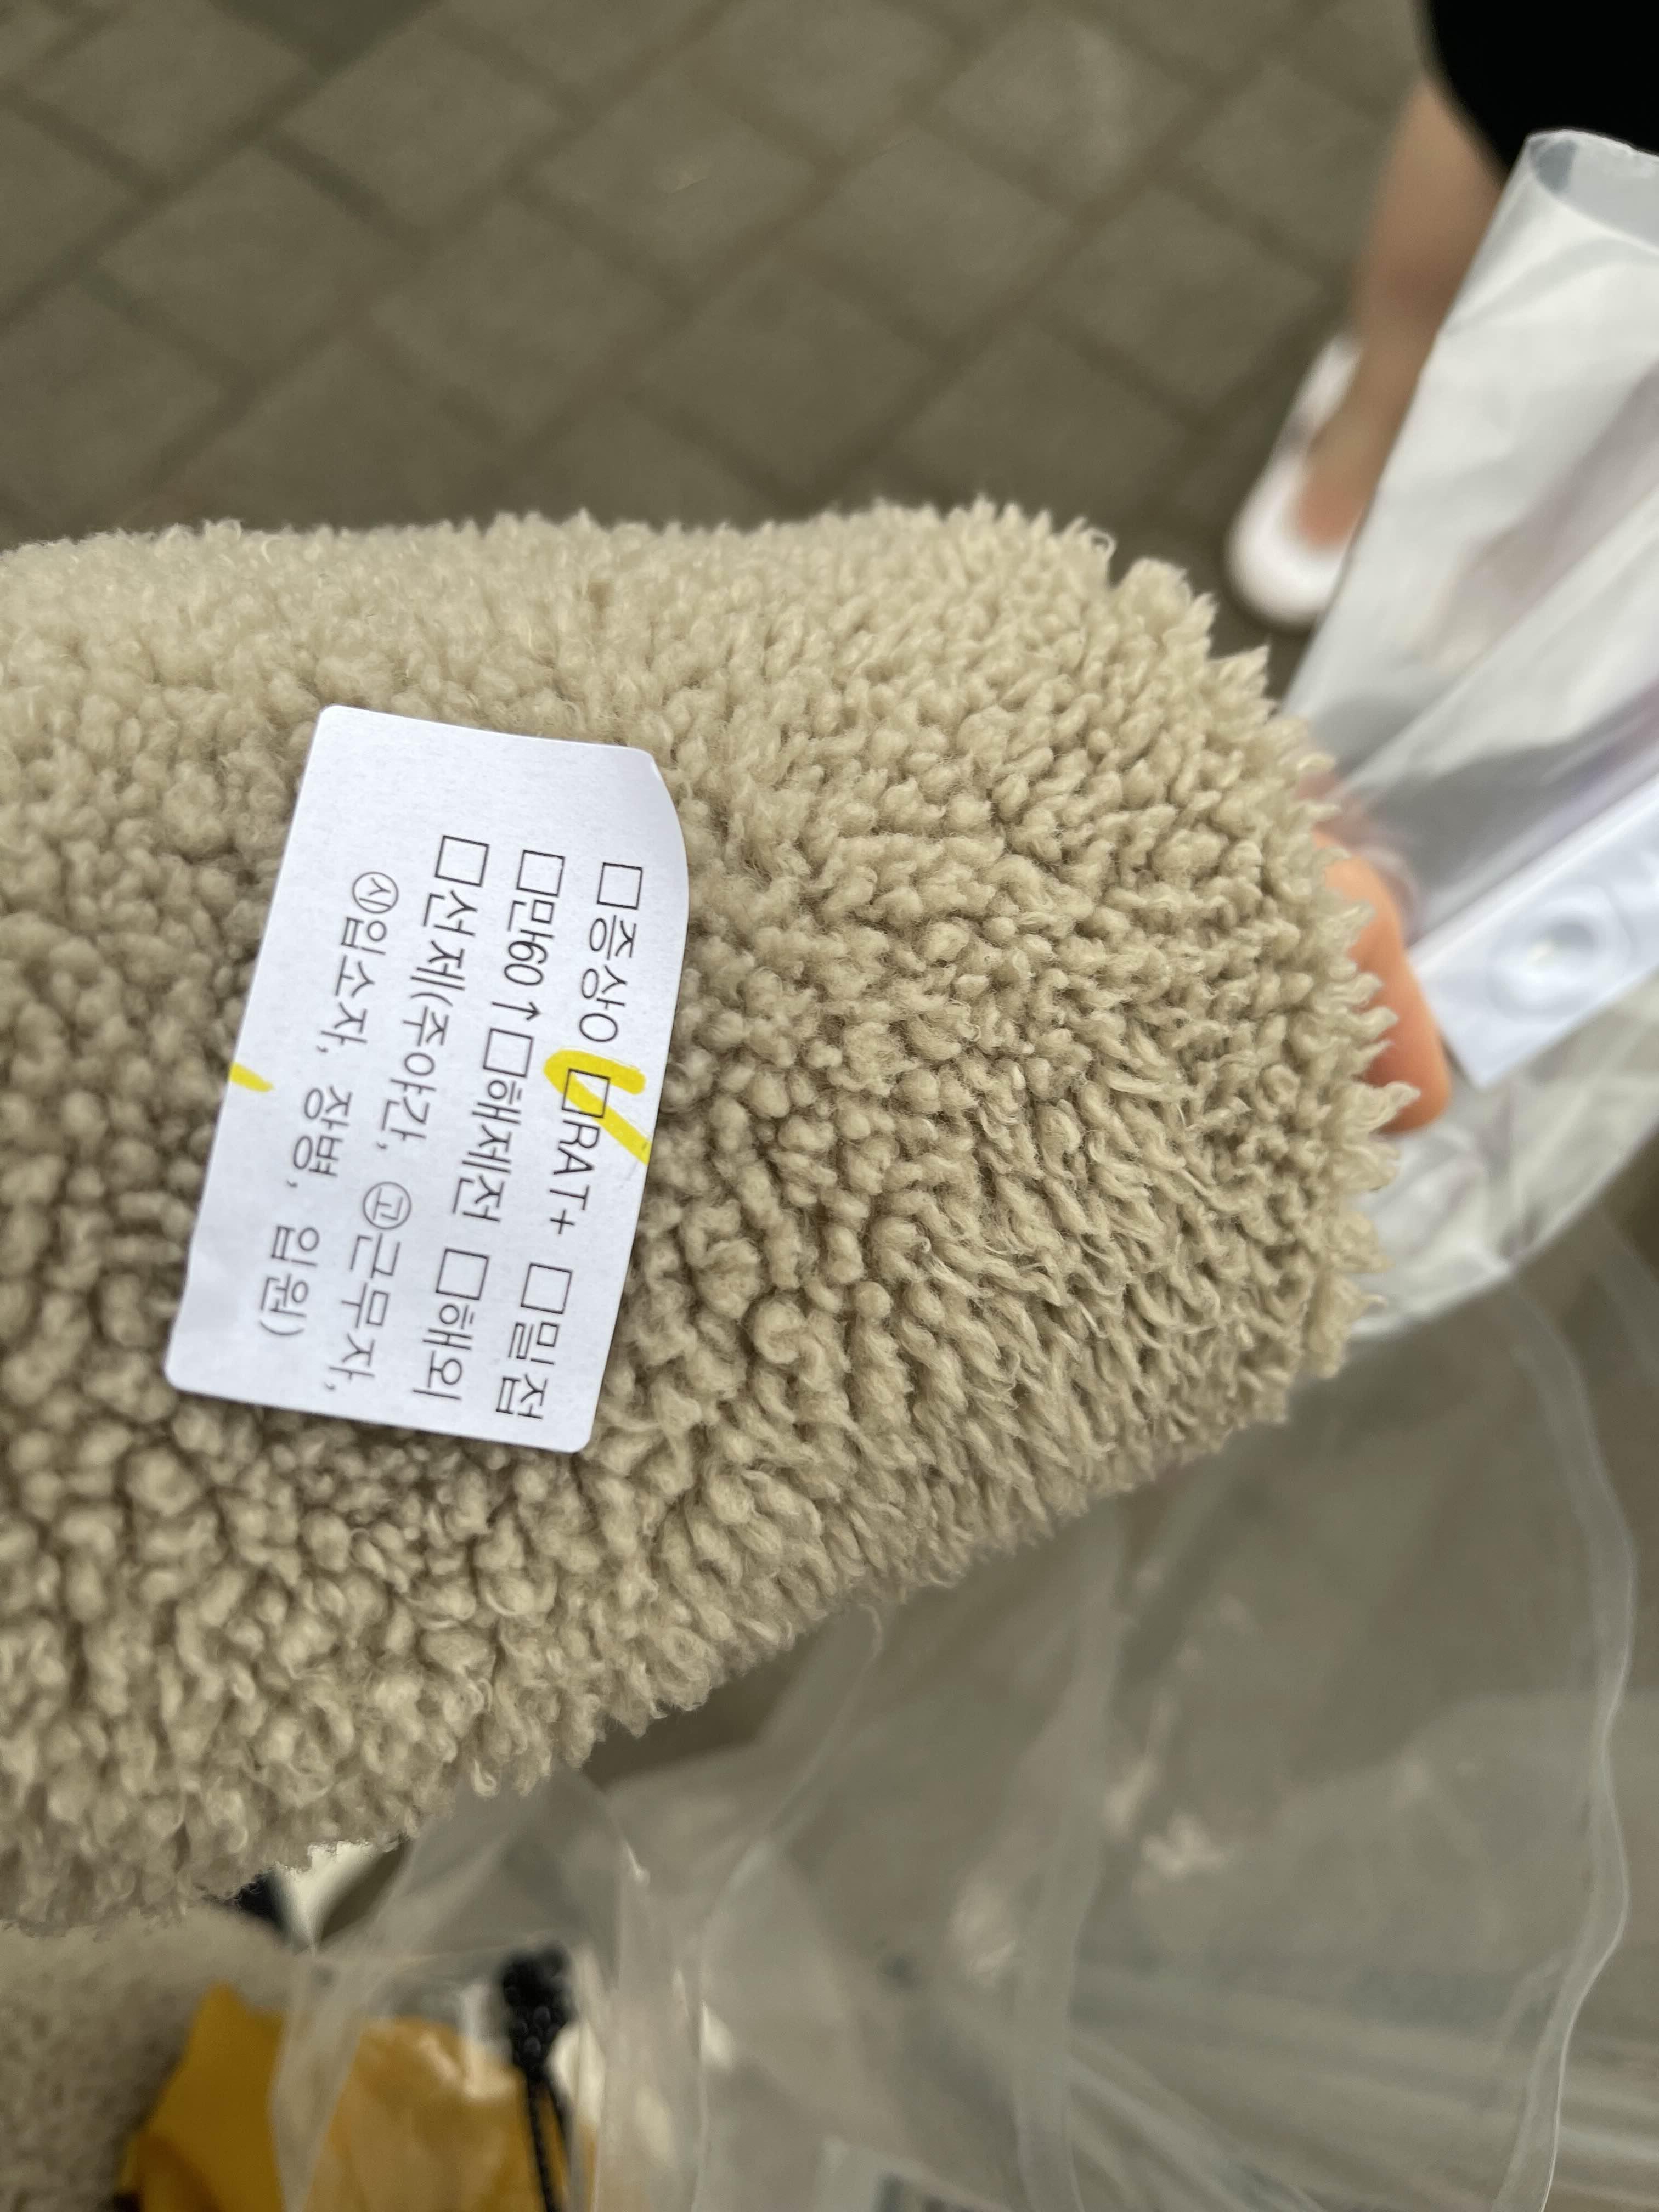 □증상O □RAT+ □밀접
□만60↑□해제전 □해외
□선제(주야간, ㉠근무자,
㉦입소자, 장병, 입원)